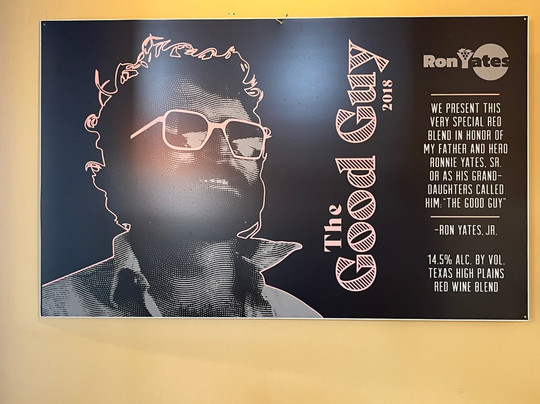 The
Good Guy
2018
Ron Yates
WE PRESENT THIS
VERY SPECIAL RED
BLEND IN HONOR OF
MY FATHER AND HERO
RONNIE YATES, SR.
OR AS HIS GRAND-
DAUGHTERS CALLED
HIM: "THE GOOD GUY"
-RON YATES, JR.
14.5% ALC. BY VOL.
TEXAS HIGH PLAINS
RED WINE BLEND